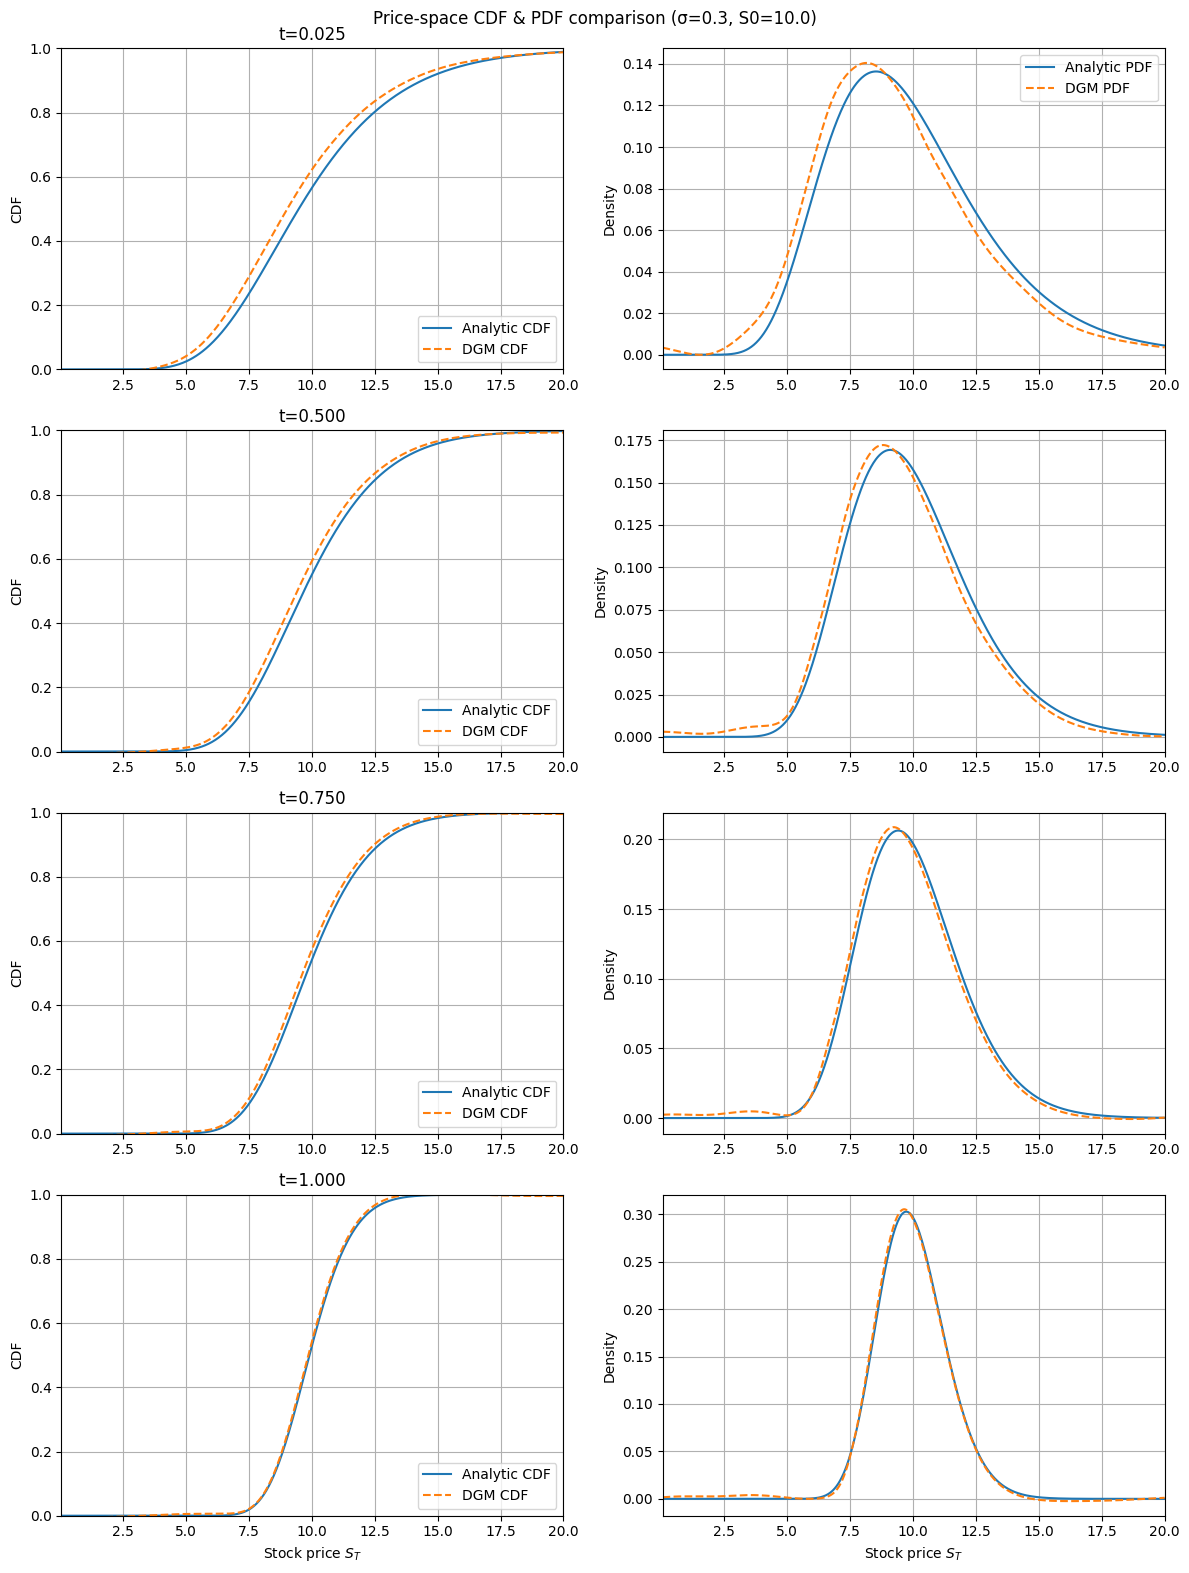 Price-space CDF & PDF comparison (σ=0.3, S0=10.0)
t=0.025
CDF
1.0
0.8
0.6
0.4
0.2
0.0
Analytic CDF
DGM CDF
2.5 5.0 7.5 10.0 12.5 15.0 17.5 20.0
Density
0.14
0.12
0.10
0.08
0.06
0.04
0.02
0.00
Analytic PDF
DGM PDF
2.5 5.0 7.5 10.0 12.5 15.0 17.5 20.0
t=0.500
CDF
1.0
0.8
0.6
0.4
0.2
0.0
Analytic CDF
DGM CDF
2.5 5.0 7.5 10.0 12.5 15.0 17.5 20.0
Density
0.175
0.150
0.125
0.100
0.075
0.050
0.025
0.000
2.5 5.0 7.5 10.0 12.5 15.0 17.5 20.0
t=0.750
CDF
1.0
0.8
0.6
0.4
0.2
0.0
Analytic CDF
DGM CDF
2.5 5.0 7.5 10.0 12.5 15.0 17.5 20.0
Density
0.20
0.15
0.10
0.05
0.00
2.5 5.0 7.5 10.0 12.5 15.0 17.5 20.0
t=1.000
CDF
1.0
0.8
0.6
0.4
0.2
0.0
Analytic CDF
DGM CDF
2.5 5.0 7.5 10.0 12.5 15.0 17.5 20.0
Stock price S_T
Density
0.30
0.25
0.20
0.15
0.10
0.05
0.00
2.5 5.0 7.5 10.0 12.5 15.0 17.5 20.0
Stock price S_T